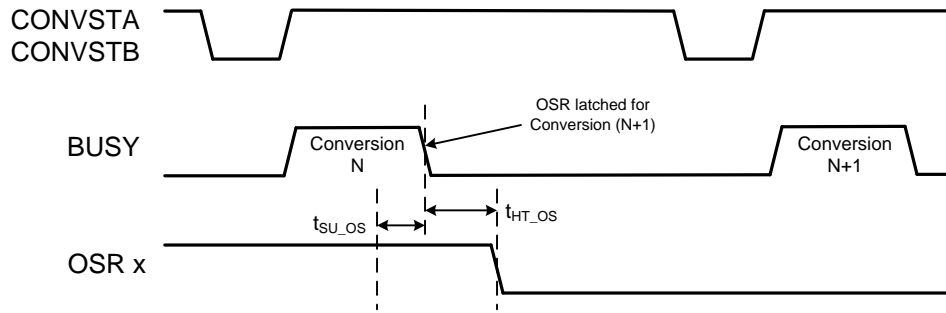 CONVSTA
CONVSTB
OSR latched for
Conversion (N+1)
BUSY
Conversion
N
Conversion
N+1
tSU_OS
tHT_OS
OSR x